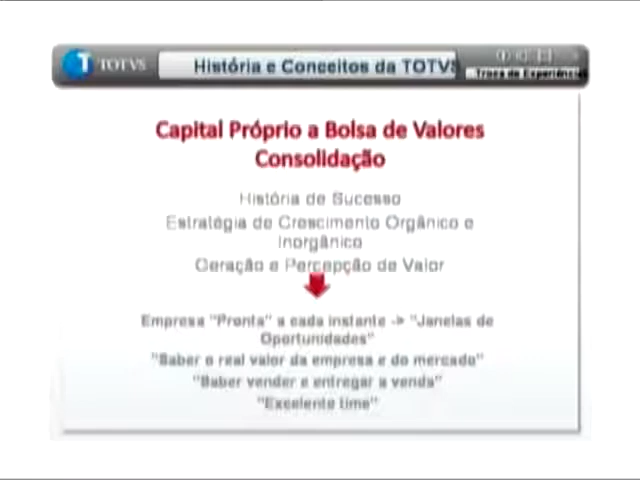 TOTVS
História e Conceitos da TOTVS
Troca de Experiências
Capital Próprio a Bolsa de Valores
Consolidação
História de Sucesso
Estratégia de Crescimento Orgânico e
Inorgânico
Geração e Percepção de Valor
Empresa "Pronta" a cada instante -> "Janelas de
Oportunidades"
"Saber o real valor da empresa e do mercado"
"Saber vender e entregar a venda"
"Excelente time"